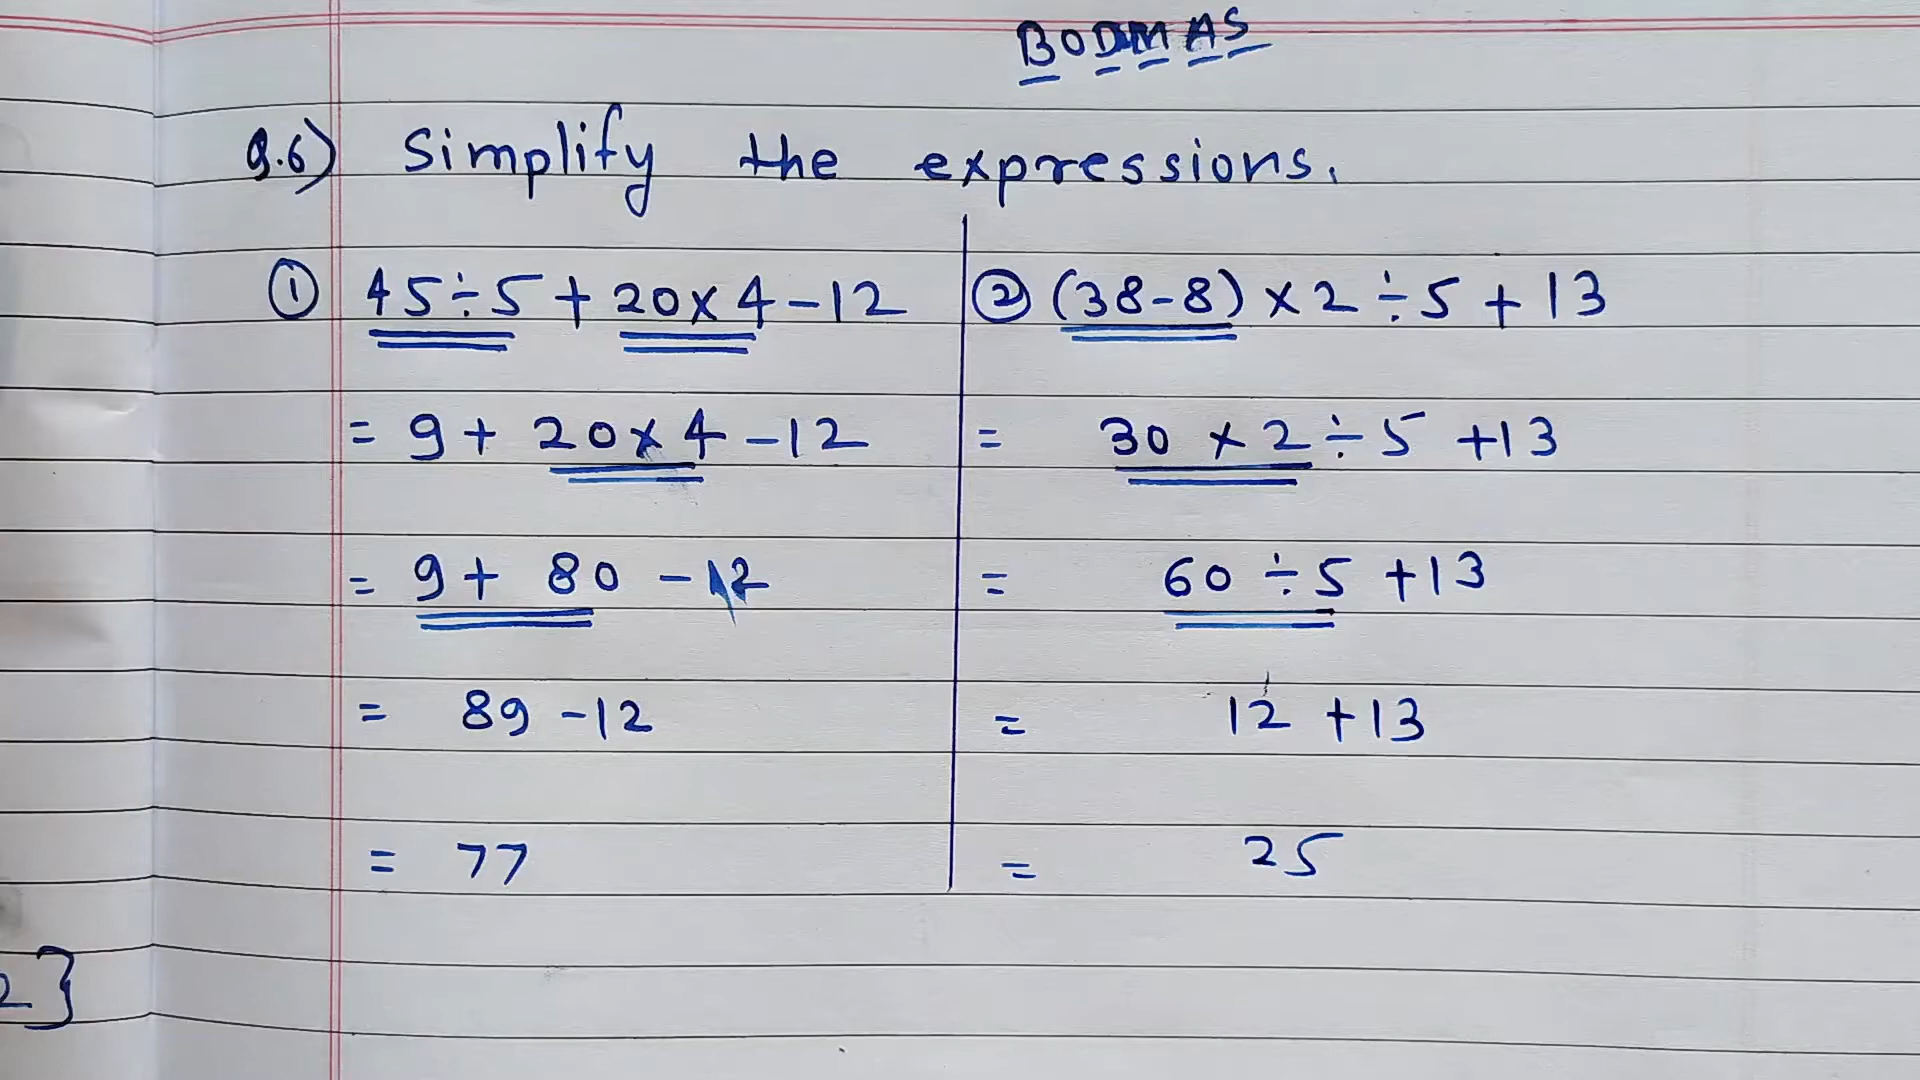 BODMAS
Q.6) Simplify the expressions.
① 45÷5+20×4-12
= 9+ 20×4-12
= 9+ 80 -12
= 89-12
= 77
② (38-8)×2÷5+13
= 30×2÷5+13
= 60÷5+13
= 12+13
= 25
2}